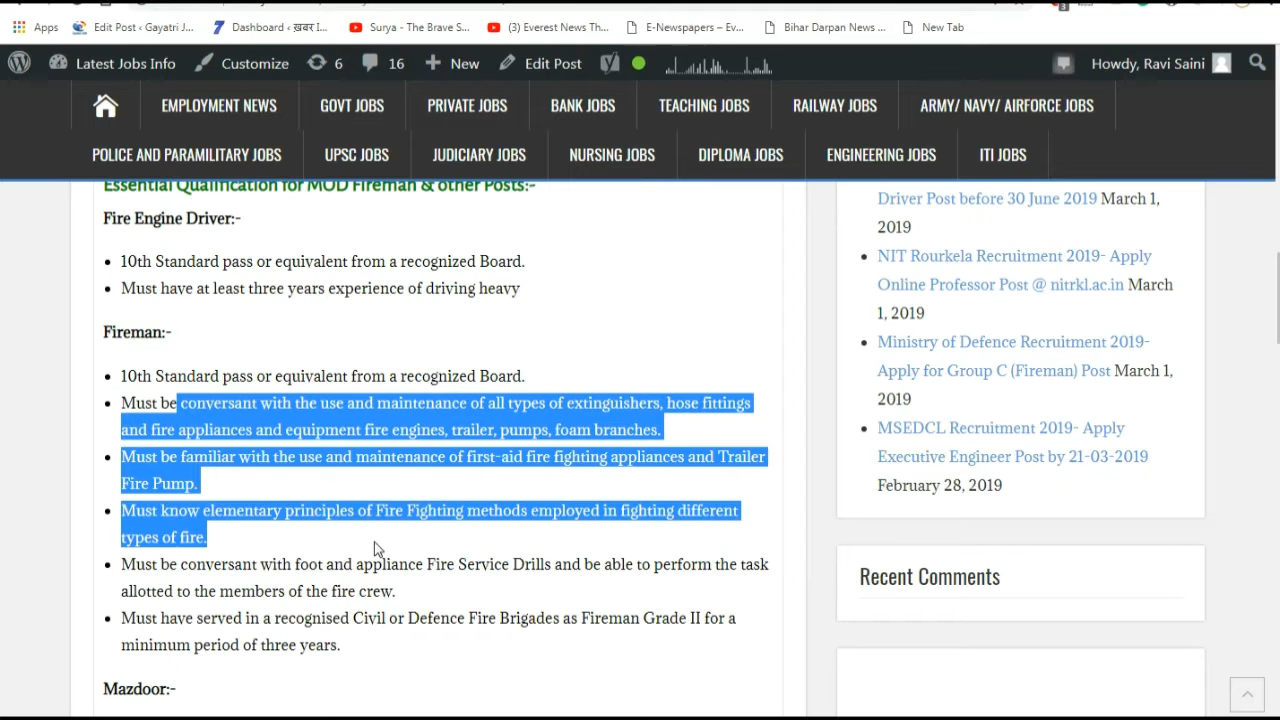 Apps
Edit Post ‹ Gayatri J...
Dashboard ‹ ख़बर I...
Surya - The Brave S...
(3) Everest News Th...
E-Newspapers – Ev...
Bihar Darpan News ...
New Tab
Latest Jobs Info
Customize
6
16
New
Edit Post
Howdy, Ravi Saini
EMPLOYMENT NEWS
GOVT JOBS
PRIVATE JOBS
BANK JOBS
TEACHING JOBS
RAILWAY JOBS
ARMY/ NAVY/ AIRFORCE JOBS
POLICE AND PARAMILITARY JOBS
UPSC JOBS
JUDICIARY JOBS
NURSING JOBS
DIPLOMA JOBS
ENGINEERING JOBS
ITI JOBS
Essential Qualification for MOD Fireman & other Posts:-
Fire Engine Driver:-
10th Standard pass or equivalent from a recognized Board.
Must have at least three years experience of driving heavy
Fireman:-
10th Standard pass or equivalent from a recognized Board.
Must be conversant with the use and maintenance of all types of extinguishers, hose fittings
and fire appliances and equipment fire engines, trailer, pumps, foam branches.
Must be familiar with the use and maintenance of first-aid fire fighting appliances and Trailer
Fire Pump.
Must know elementary principles of Fire Fighting methods employed in fighting different
types of fire.
Must be conversant with foot and appliance Fire Service Drills and be able to perform the task
allotted to the members of the fire crew.
Must have served in a recognised Civil or Defence Fire Brigades as Fireman Grade II for a
minimum period of three years.
Mazdoor:-
Driver Post before 30 June 2019 March 1,
2019
NIT Rourkela Recruitment 2019- Apply
Online Professor Post @ nitrkl.ac.in March
1, 2019
Ministry of Defence Recruitment 2019-
Apply for Group C (Fireman) Post March 1,
2019
MSEDCL Recruitment 2019- Apply
Executive Engineer Post by 21-03-2019
February 28, 2019
Recent Comments